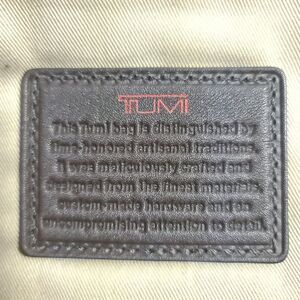 TUMI
This Tumi bag is distinguished by
time-honored artisanal traditions.
It was meticulously crafted and
designed from the finest materials,
custom-made hardware and an
uncompromising attention to detail.